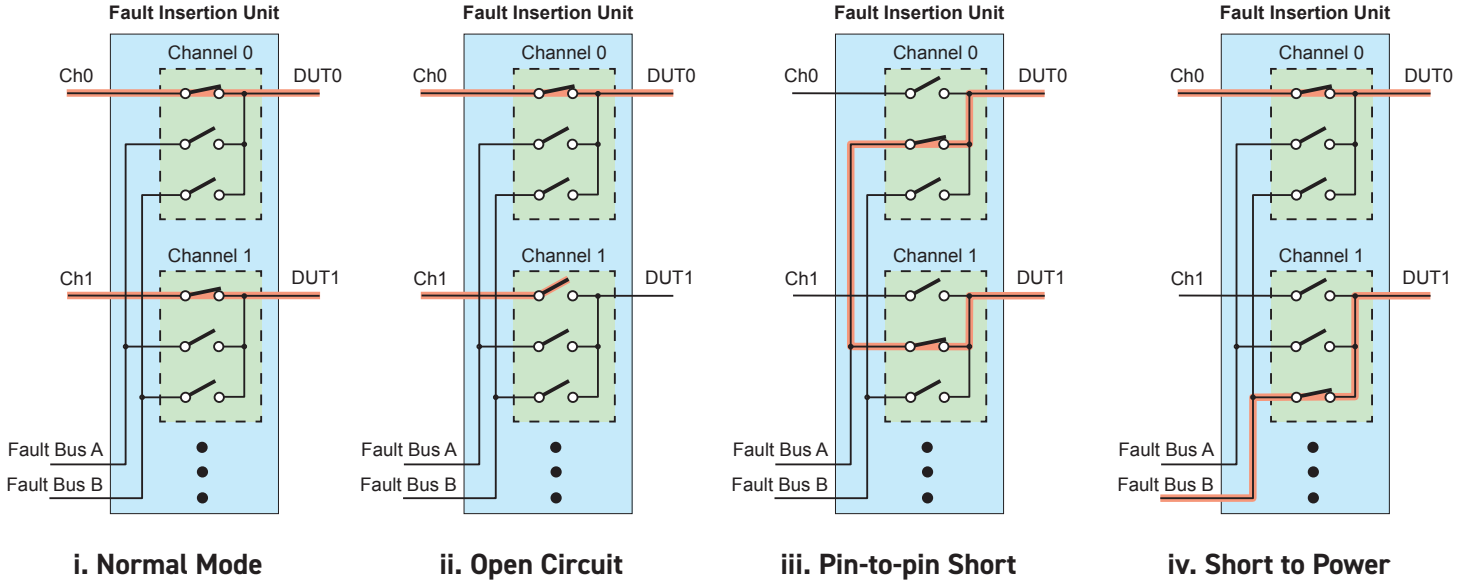 Fault Insertion Unit
Channel 0
Ch0
DUT0
Channel 1
Ch1
DUT1
Fault Bus A
Fault Bus B
i. Normal Mode
Fault Insertion Unit
Channel 0
Ch0
DUT0
Channel 1
Ch1
DUT1
Fault Bus A
Fault Bus B
ii. Open Circuit
Fault Insertion Unit
Channel 0
Ch0
DUT0
Channel 1
Ch1
DUT1
Fault Bus A
Fault Bus B
iii. Pin-to-pin Short
Fault Insertion Unit
Channel 0
Ch0
DUT0
Channel 1
Ch1
DUT1
Fault Bus A
Fault Bus B
iv. Short to Power